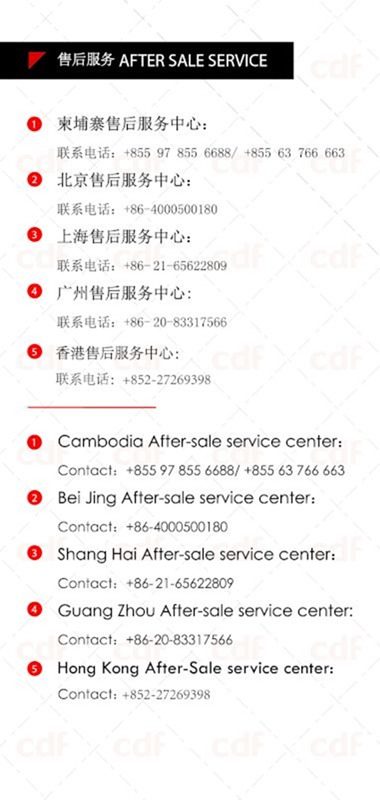 售后服务 AFTER SALE SERVICE
1 柬埔寨售后服务中心：
联系电话：+855 97 855 6688/ +855 63 766 663
2 北京售后服务中心：
联系电话：+86-4000500180
3 上海售后服务中心：
联系电话：+86-21-65622809
4 广州售后服务中心：
联系电话：+86-20-83317566
5 香港售后服务中心：
联系电话：+852-27269398
1 Cambodia After-sale service center：
Contact：+855 97 855 6688/ +855 63 766 663
2 Bei Jing After-sale service center：
Contact：+86-4000500180
3 Shang Hai After-sale service center：
Contact：+86-21-65622809
4 Guang Zhou After-sale service center:
Contact：+86-20-83317566
5 Hong Kong After-Sale service center:
Contact：+852-27269398
cdf